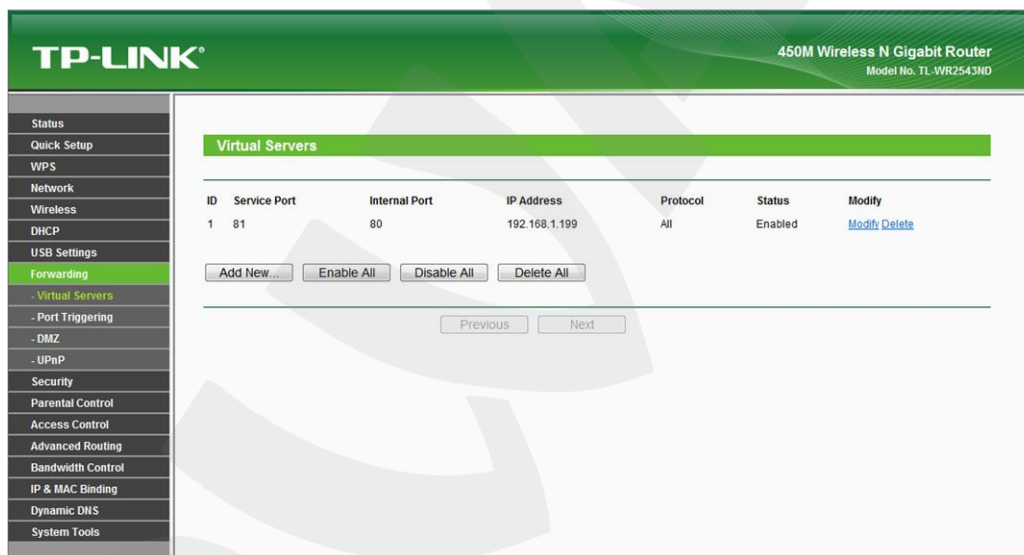 TP-LINK®
450M Wireless N Gigabit Router
Model No. TL-WR2543ND
Status
Quick Setup
WPS
Network
Wireless
DHCP
USB Settings
Forwarding
- Virtual Servers
- Port Triggering
- DMZ
- UPnP
Security
Parental Control
Access Control
Advanced Routing
Bandwidth Control
IP & MAC Binding
Dynamic DNS
System Tools
Virtual Servers
ID Service Port Internal Port IP Address Protocol Status Modify
1 81 80 192.168.1.199 All Enabled Modify Delete
Add New... Enable All Disable All Delete All
Previous Next